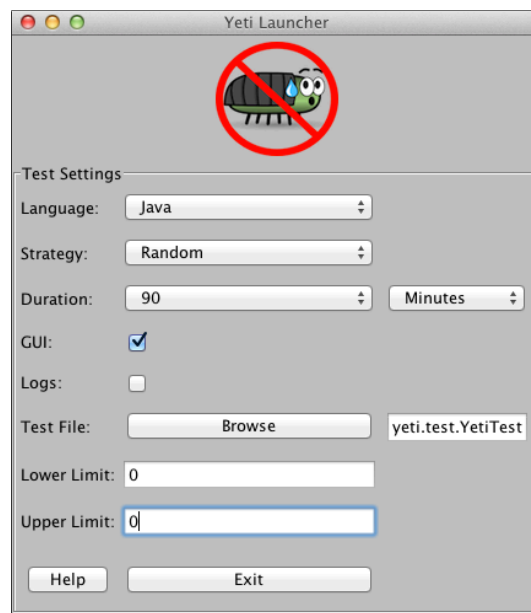 Yeti Launcher
Test Settings
Language: Java
Strategy: Random
Duration: 90 Minutes
GUI:
Logs:
Test File: Browse yeti.test.YetiTest
Lower Limit: 0
Upper Limit: 0
Help Exit